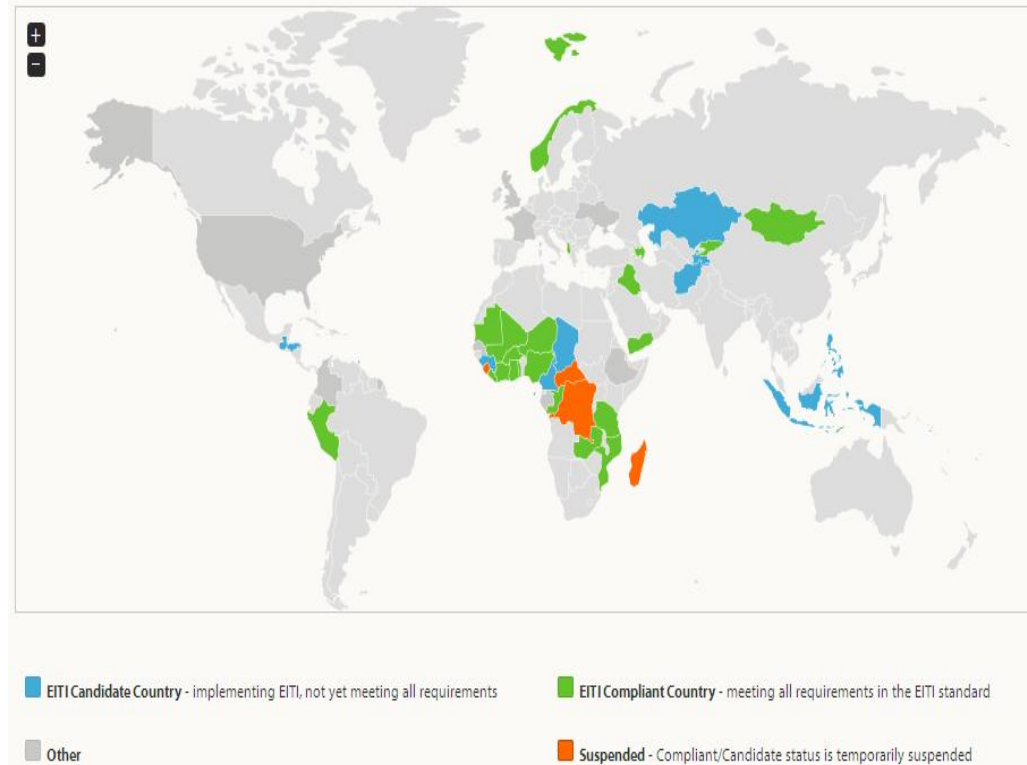 +
−
EITI Candidate Country - implementing EITI, not yet meeting all requirements
EITI Compliant Country - meeting all requirements in the EITI standard
Other
Suspended - Compliant/Candidate status is temporarily suspended